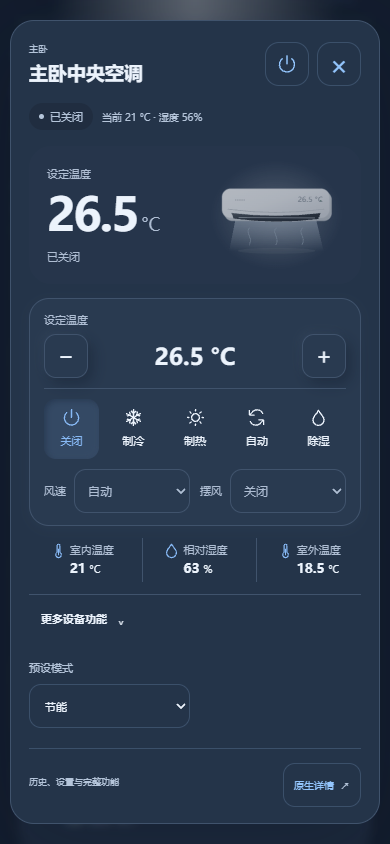 主卧
主卧中央空调
已关闭 当前 21 °C · 湿度 56%
设定温度
26.5 °C
已关闭
26.5 °C
设定温度
− 26.5 °C +
关闭 制冷 制热 自动 除湿
风速 自动 摆风 关闭
室内温度 相对湿度 室外温度
21 °C 63 % 18.5 °C
更多设备功能
预设模式
节能
历史、设置与完整功能 原生详情 ↗